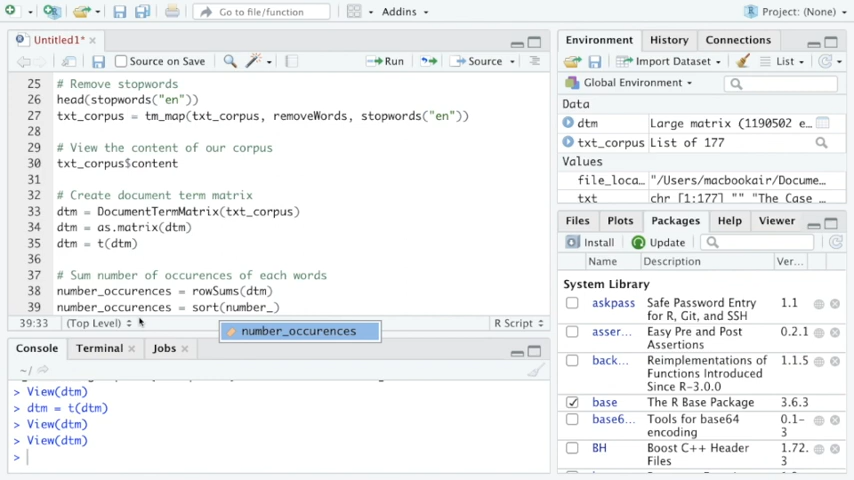 Go to file/function
Addins
Project: (None)
Untitled1*
Source on Save
Run
Source
25 # Remove stopwords
26 head(stopwords("en"))
27 txt_corpus = tm_map(txt_corpus, removeWords, stopwords("en"))
28
29 # View the content of our corpus
30 txt_corpus$content
31
32 # Create document term matrix
33 dtm = DocumentTermMatrix(txt_corpus)
34 dtm = as.matrix(dtm)
35 dtm = t(dtm)
36
37 # Sum number of occurences of each words
38 number_occurences = rowSums(dtm)
39 number_occurences = sort(number_)
number_occurences
39:33 (Top Level) R Script
Console Terminal Jobs
~/
> View(dtm)
> dtm = t(dtm)
> View(dtm)
> View(dtm)
>
Environment History Connections
Import Dataset List
Global Environment
Data
dtm Large matrix (1190502 e…
txt_corpus List of 177
Values
file_loca… "/Users/macbookair/Docume…
txt chr [1:177] "" "The Case
Files Plots Packages Help Viewer
Install Update
Name Description Ver…
System Library
askpass Safe Password Entry for R, Git, and SSH 1.1
asser… Easy Pre and Post Assertions 0.2.1
back… Reimplementations of Functions Introduced Since R-3.0.0 1.1.5
base The R Base Package 3.6.3
base6… Tools for base64 encoding 0.1-3
BH Boost C++ Header Files 1.72.3